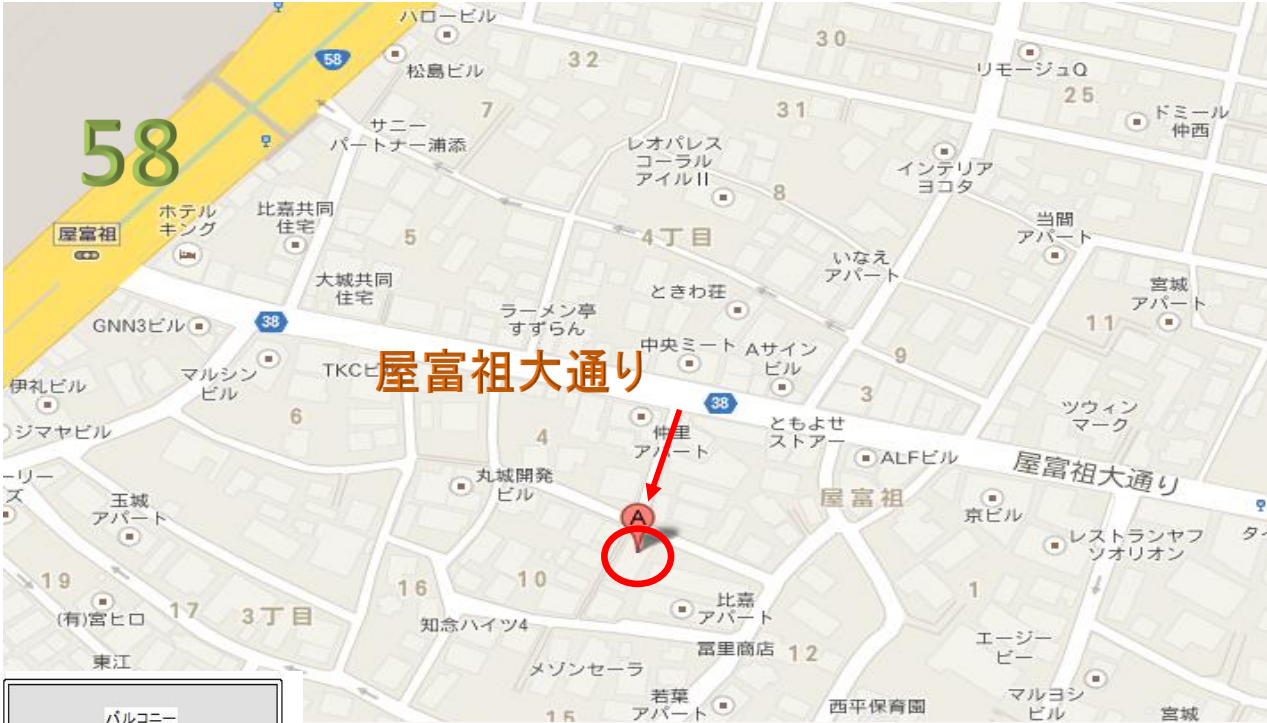 ハロービル
58
松島ビル
32
30
リモージュQ
25
7
31
ドミール
仲西
サニー
パートナー浦添
レオパレス
コーラル
アイルII
インテリア
ヨコタ
58
8
ホテル
キング
比嘉共同
住宅
屋富祖
5
4丁目
当間
アパート
いなえ
アパート
大城共同
住宅
ときわ荘
宮城
アパート
GNN3ビル
38
ラーメン亭
すずらん
11
中央ミート
Aサイン
ビル
9
マルシン
ビル
TKCビ
屋富祖大通り
伊礼ビル
38
3
ツウィン
マーク
6
ジマヤビル
仲里
アパート
ともよせ
ストアー
4
ALFビル
屋富祖大通り
ーリー
ズ
丸城開発
ビル
玉城
アパート
屋富祖
京ビル
A
レストランヤフ
ソオリオン
タイ
19
16
10
1
(有)宮ヒロ
17
3丁目
知念ハイツ4
比嘉
アパート
冨里商店
12
エージー
ビー
東江
メゾンセーラ
マルヨシ
ビル
若葉
アパート
15
西平保育園
宮城
バルコニー